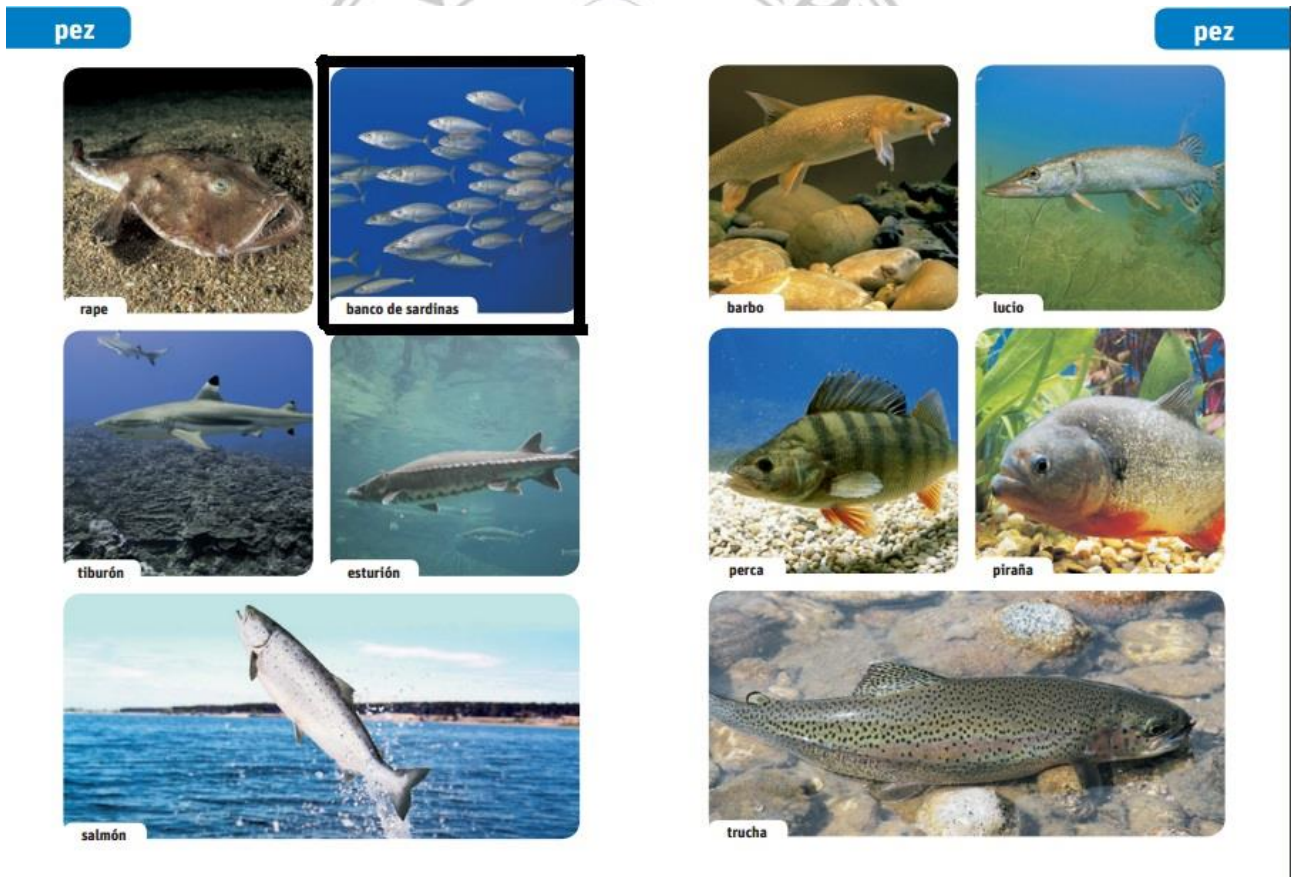 pez
pez
rape
banco de sardinas
barbo
lucio
tiburón
esturión
perca
piraña
salmón
trucha